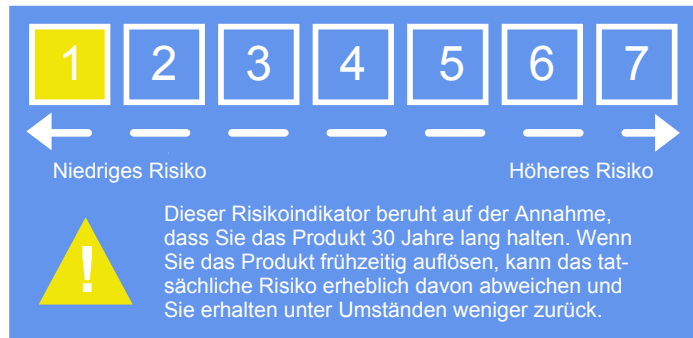 1 2 3 4 5 6 7
Niedriges Risiko Höheres Risiko
!
Dieser Risikoindikator beruht auf der Annahme,
dass Sie das Produkt 30 Jahre lang halten. Wenn
Sie das Produkt frühzeitig auflösen, kann das tat-
sächliche Risiko erheblich davon abweichen und
Sie erhalten unter Umständen weniger zurück.